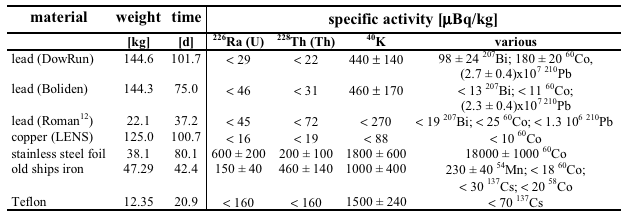 material weight time specific activity [µBq/kg]
[kg] [d] ²²⁶Ra (U) ²²⁸Th (Th) ⁴⁰K various
lead (DowRun) 144.6 101.7 < 29 < 22 440 ± 140 98 ± 24 ²⁰⁷Bi; 180 ± 20 ⁶⁰Co,
(2.7 ± 0.4)x10⁷ ²¹⁰Pb
lead (Boliden) 144.3 75.0 < 46 < 31 460 ± 170 < 13 ²⁰⁷Bi; < 11 ⁶⁰Co;
(2.3 ± 0.4)x10⁷ ²¹⁰Pb
lead (Roman¹²) 22.1 37.2 < 45 < 72 < 270 < 19 ²⁰⁷Bi; < 25 ⁶⁰Co; < 1.3 10⁶ ²¹⁰Pb
copper (LENS) 125.0 100.7 < 16 < 19 < 88 < 10 ⁶⁰Co
stainless steel foil 38.1 80.1 600 ± 200 200 ± 100 1800 ± 600 18000 ± 1000 ⁶⁰Co
old ships iron 47.29 42.4 150 ± 40 460 ± 140 1000 ± 400 230 ± 40 ⁵⁴Mn; < 18 ⁶⁰Co;
< 30 ¹³⁷Cs; < 20 ⁵⁸Co
Teflon 12.35 20.9 < 160 < 160 1500 ± 240 < 70 ¹³⁷Cs